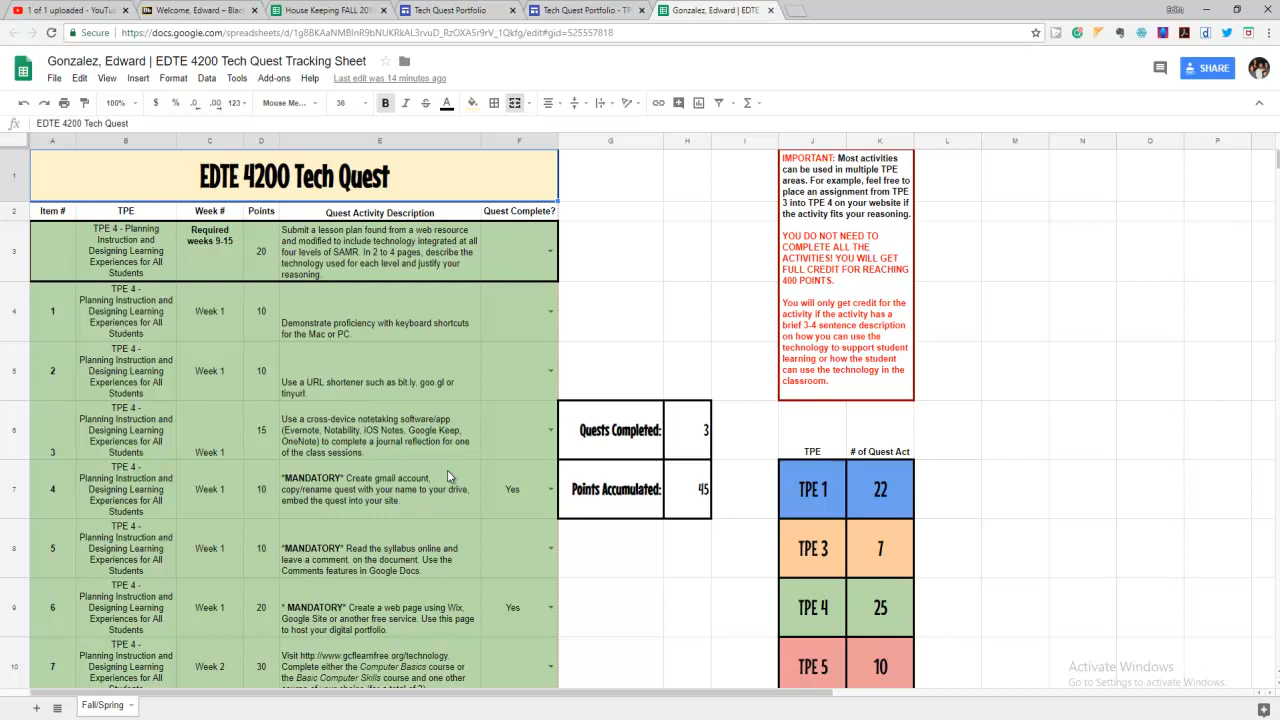 1 of 1 uploaded - YouTu
Welcome, Edward – Blac
House Keeping FALL 201
Tech Quest Portfolio
Tech Quest Portfolio - TP
Gonzalez, Edward | EDTE
Secure
https://docs.google.com/spreadsheets/d/1g8BKAaNMBlnR9bNUKRkAL3rvuD_RzOXA5r9rV_1Qkfg/edit#gid=525557818
Gonzalez, Edward | EDTE 4200 Tech Quest Tracking Sheet
File Edit View Insert Format Data Tools Add-ons Help Last edit was 14 minutes ago
SHARE
100% $ % .0 .00 123 Mouse Me... 36 B I S A
fx EDTE 4200 Tech Quest
A B C D E F G H I J K L M N O P
1
EDTE 4200 Tech Quest
2
Item # TPE Week # Points Quest Activity Description Quest Complete?
3
TPE 4 -
Planning
Instruction and
Designing Learning
Experiences for All
Students
Required
weeks 9-15
20
Submit a lesson plan found from a web resource
and modified to include technology integrated at all
four levels of SAMR. In 2 to 4 pages, describe the
technology used for each level and justify your
reasoning.
4
1
TPE 4 -
Planning Instruction and
Designing Learning
Experiences for All
Students
Week 1
10
Demonstrate proficiency with keyboard shortcuts
for the Mac or PC.
5
2
TPE 4 -
Planning Instruction and
Designing Learning
Experiences for All
Students
Week 1
10
Use a URL shortener such as bit.ly, goo.gl or
tinyurl.
6
3
TPE 4 -
Planning Instruction and
Designing Learning
Experiences for All
Students
Week 1
15
Use a cross-device notetaking software/app
(Evernote, Notability, iOS Notes, Google Keep,
OneNote) to complete a journal reflection for one
of the class sessions.
7
4
TPE 4 -
Planning Instruction and
Designing Learning
Experiences for All
Students
Week 1
10
*MANDATORY* Create gmail account,
copy/rename quest with your name to your drive,
embed the quest into your site.
Yes
8
5
TPE 4 -
Planning Instruction and
Designing Learning
Experiences for All
Students
Week 1
10
*MANDATORY* Read the syllabus online and
leave a comment, on the document. Use the
Comments features in Google Docs.
9
6
TPE 4 -
Planning Instruction and
Designing Learning
Experiences for All
Students
Week 1
20
* MANDATORY* Create a web page using Wix,
Google Site or another free service. Use this page
to host your digital portfolio.
Yes
10
7
TPE 4 -
Planning Instruction and
Designing Learning
Experiences for All
Students
Week 2
30
Visit http://www.gcflearnfree.org/technology.
Complete either the Computer Basics course or
the Basic Computer Skills course and one other
Quests Completed: 3
Points Accumulated: 45
IMPORTANT: Most activities
can be used in multiple TPE
areas. For example, feel free to
place an assignment from TPE
3 into TPE 4 on your website if
the activity fits your reasoning.
YOU DO NOT NEED TO
COMPLETE ALL THE
ACTIVITIES! YOU WILL GET
FULL CREDIT FOR REACHING
400 POINTS.
You will only get credit for the
activity if the activity has a
brief 3-4 sentence description
on how you can use the
technology to support student
learning or how the student
can use the technology in the
classroom.
TPE # of Quest Act
TPE 1 22
TPE 3 7
TPE 4 25
TPE 5 10
Activate Windows
Go to Settings to activate Windows.
Fall/Spring